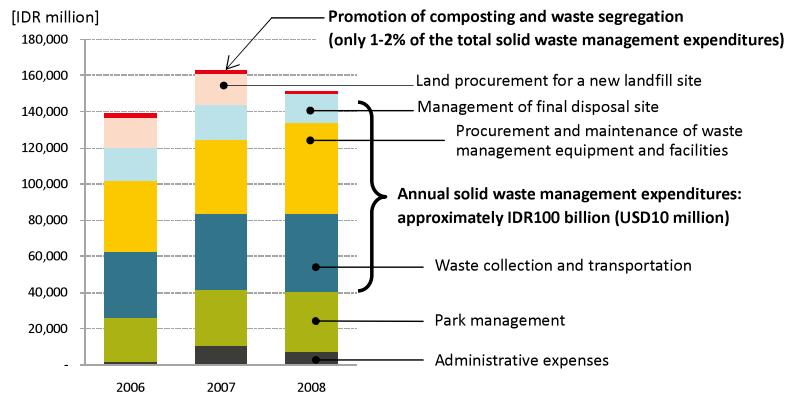 [IDR million]
Promotion of composting and waste segregation
(only 1-2% of the total solid waste management expenditures)
180,000
160,000
140,000
120,000
100,000
80,000
60,000
40,000
20,000
-
Land procurement for a new landfill site
Management of final disposal site
Procurement and maintenance of waste
management equipment and facilities
Annual solid waste management expenditures:
approximately IDR100 billion (USD10 million)
Waste collection and transportation
Park management
Administrative expenses
2006
2007
2008